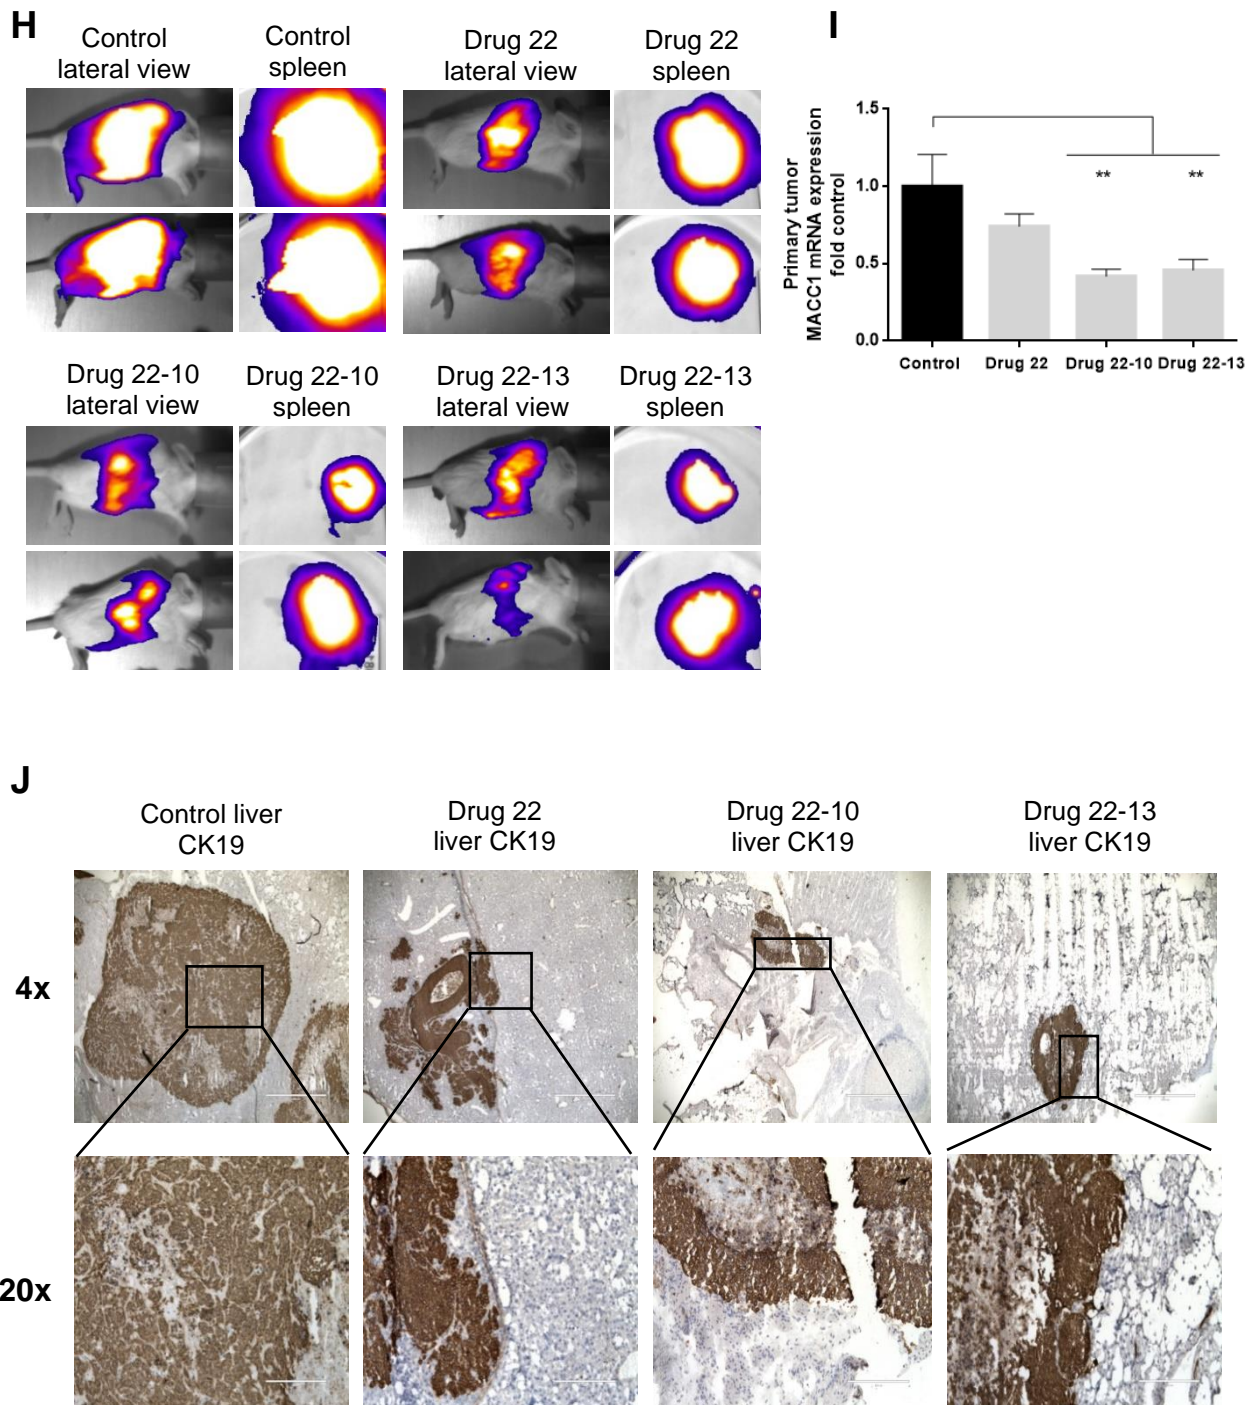 H
Control
lateral view
Control
spleen
Drug 22
lateral view
Drug 22
spleen
Drug 22-10
lateral view
Drug 22-10
spleen
Drug 22-13
lateral view
Drug 22-13
spleen
I
Primary tumor
MACC1 mRNA expression
fold control
1.5
1.0
0.5
0.0
** **
Control Drug 22 Drug 22-10 Drug 22-13
J
Control liver
CK19
Drug 22
liver CK19
Drug 22-10
liver CK19
Drug 22-13
liver CK19
4x
20x